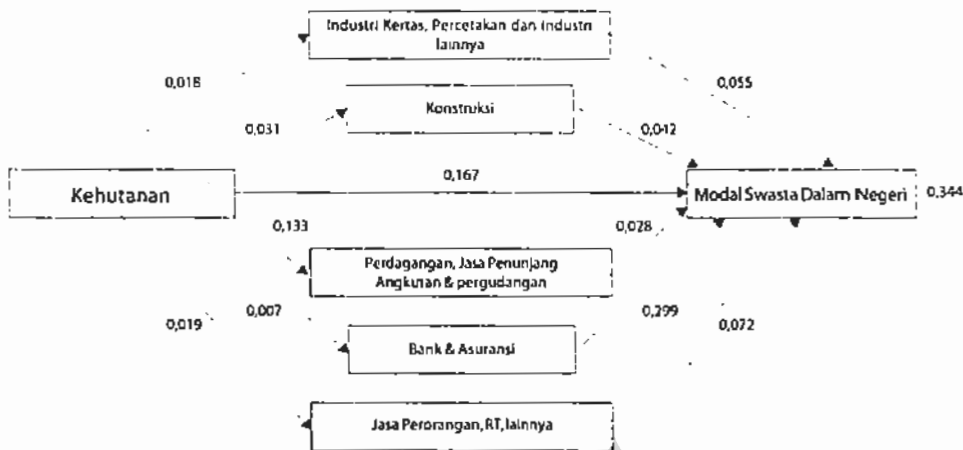 Industri Kertas, Percetakan dan Industri
lainnya
0,018
0,055
Konstruksi
0,031
0,042
0,167
Kehutanan
Modal Swasta Dalam Negeri
0,344
0,133
0,028
Perdagangan, Jasa Penunjang
Angkutan & pergudangan
0,019
0,007
0,299
0,072
Bank & Asuransi
Jasa Perorangan, RT, lainnya